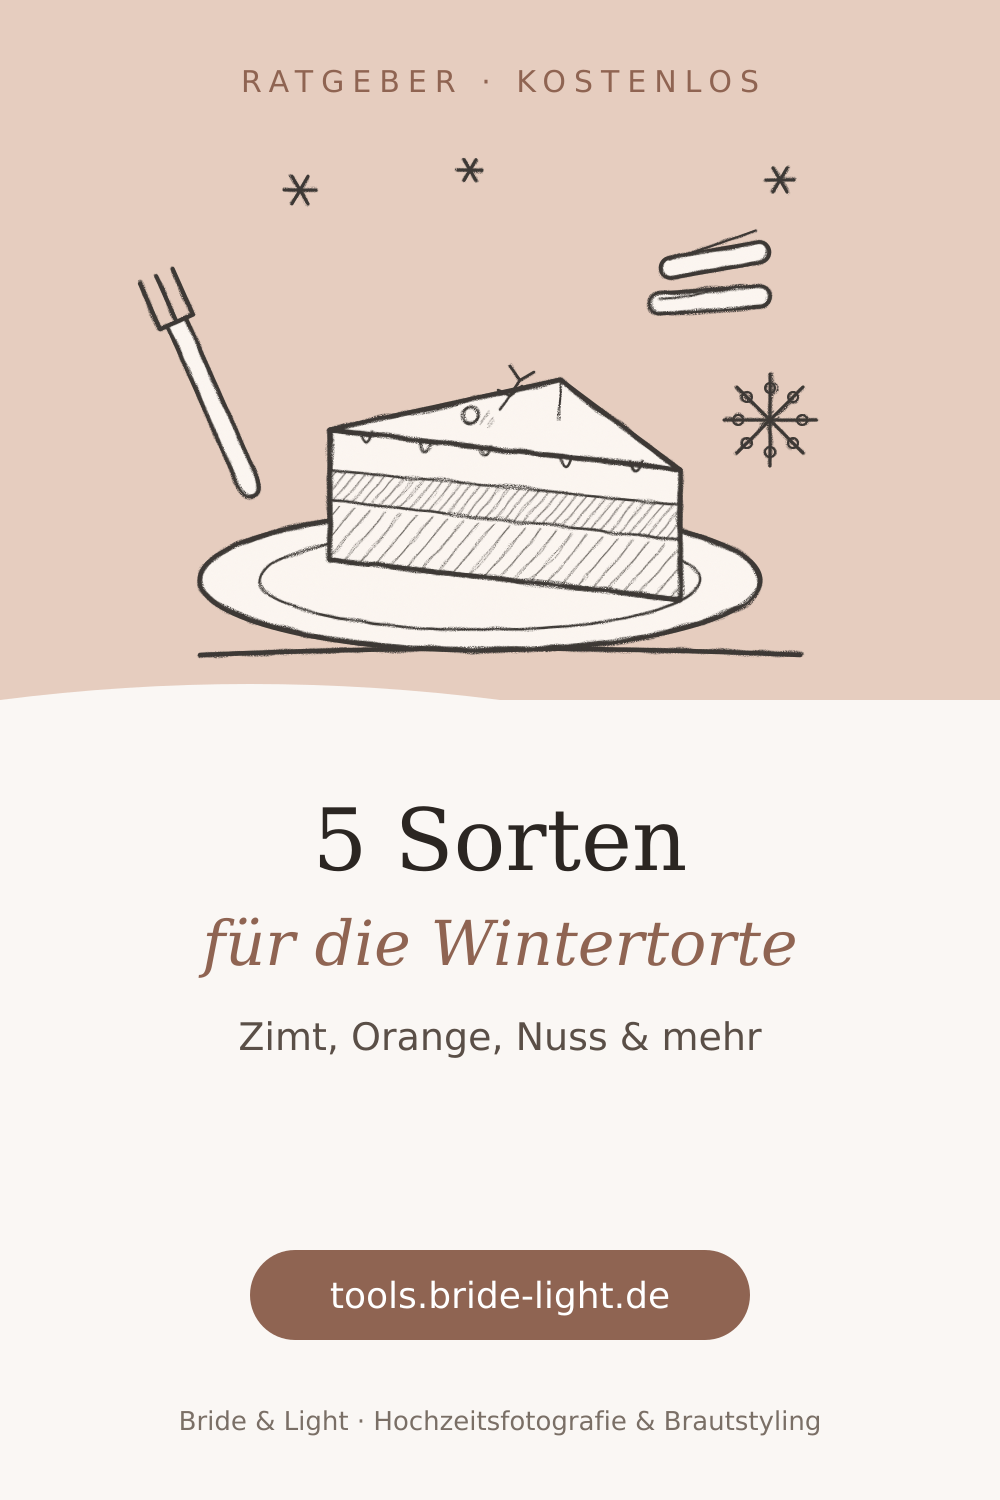 RATGEBER · KOSTENLOS
5 Sorten
für die Wintertorte
Zimt, Orange, Nuss & mehr
tools.bride-light.de
Bride & Light · Hochzeitsfotografie & Brautstyling